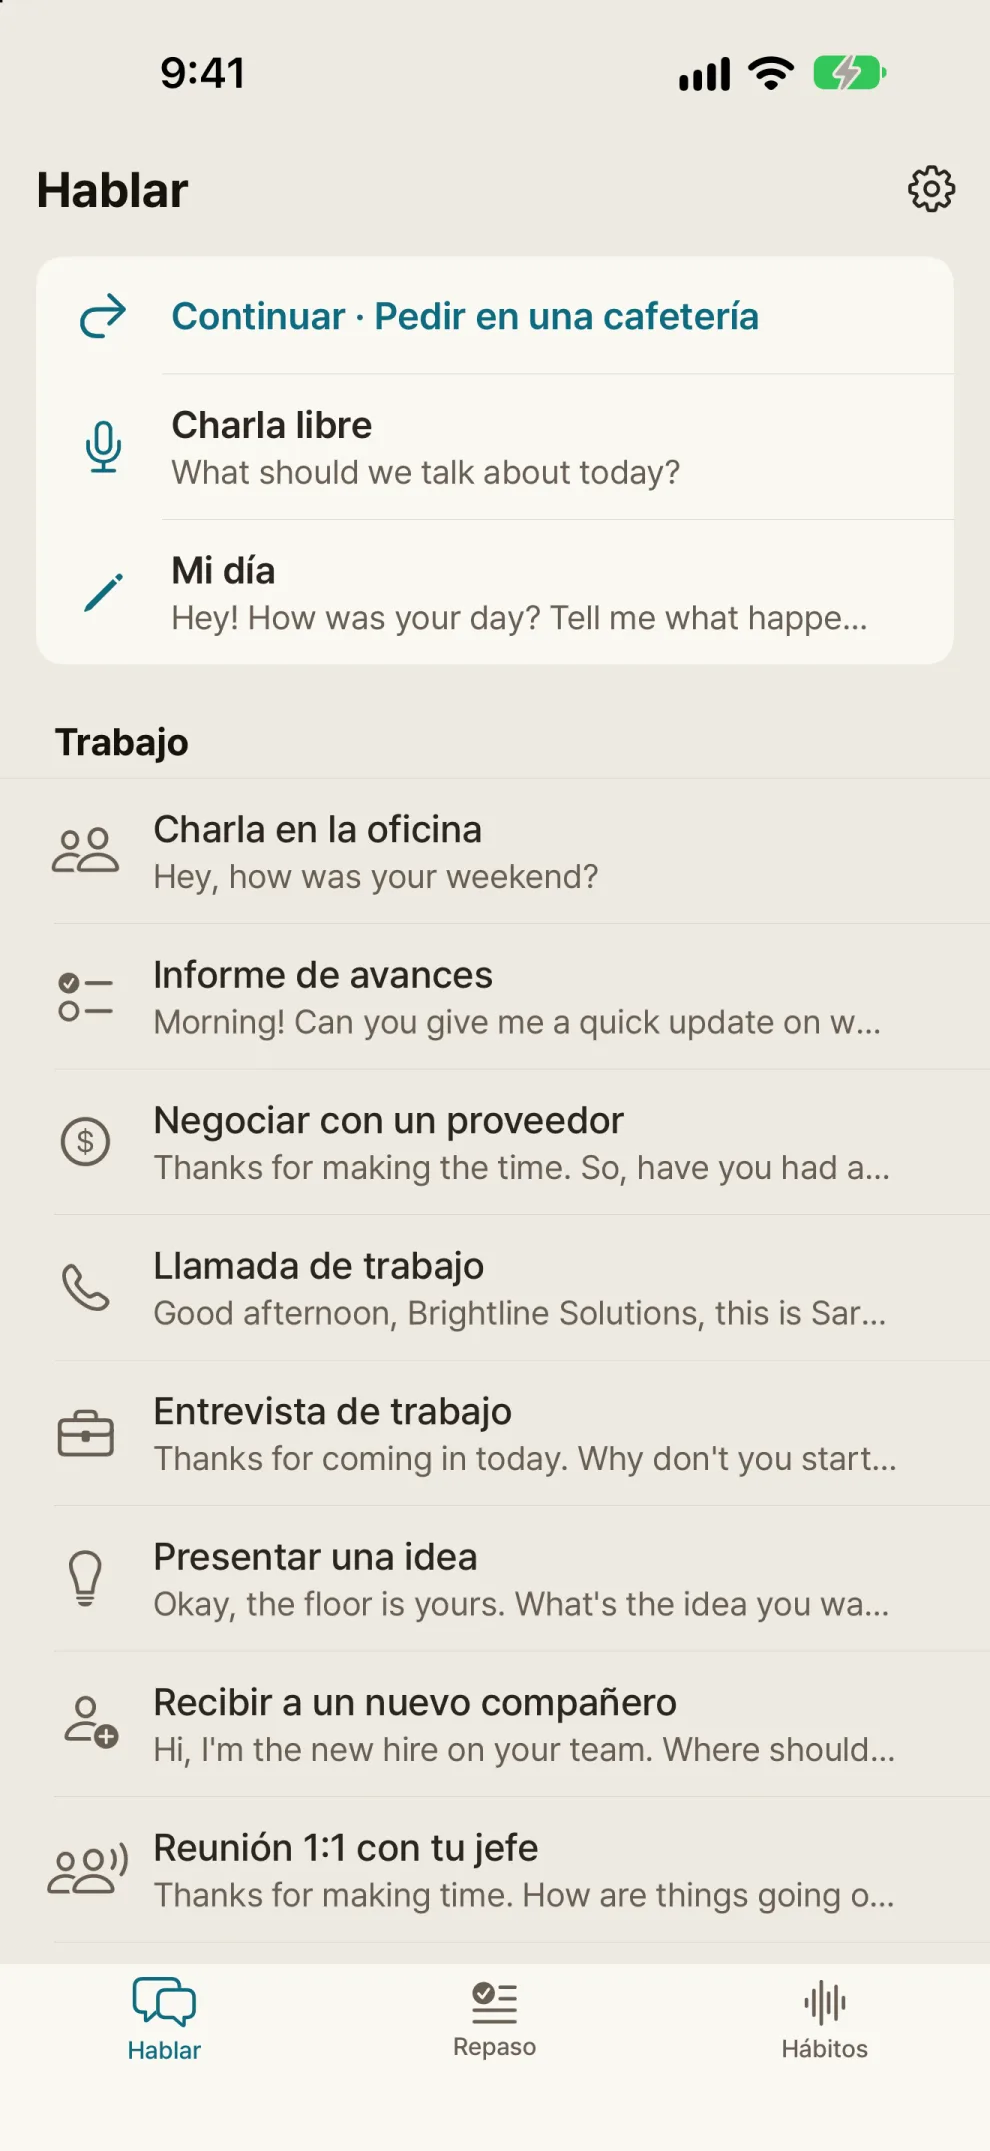 9:41
Hablar
Continuar · Pedir en una cafetería
Charla libre
What should we talk about today?
Mi día
Hey! How was your day? Tell me what happe...
Trabajo
Charla en la oficina
Hey, how was your weekend?
Informe de avances
Morning! Can you give me a quick update on w...
Negociar con un proveedor
Thanks for making the time. So, have you had a...
Llamada de trabajo
Good afternoon, Brightline Solutions, this is Sar...
Entrevista de trabajo
Thanks for coming in today. Why don't you start...
Presentar una idea
Okay, the floor is yours. What's the idea you wa...
Recibir a un nuevo compañero
Hi, I'm the new hire on your team. Where should...
Reunión 1:1 con tu jefe
Thanks for making time. How are things going o...
Hablar
Repaso
Hábitos